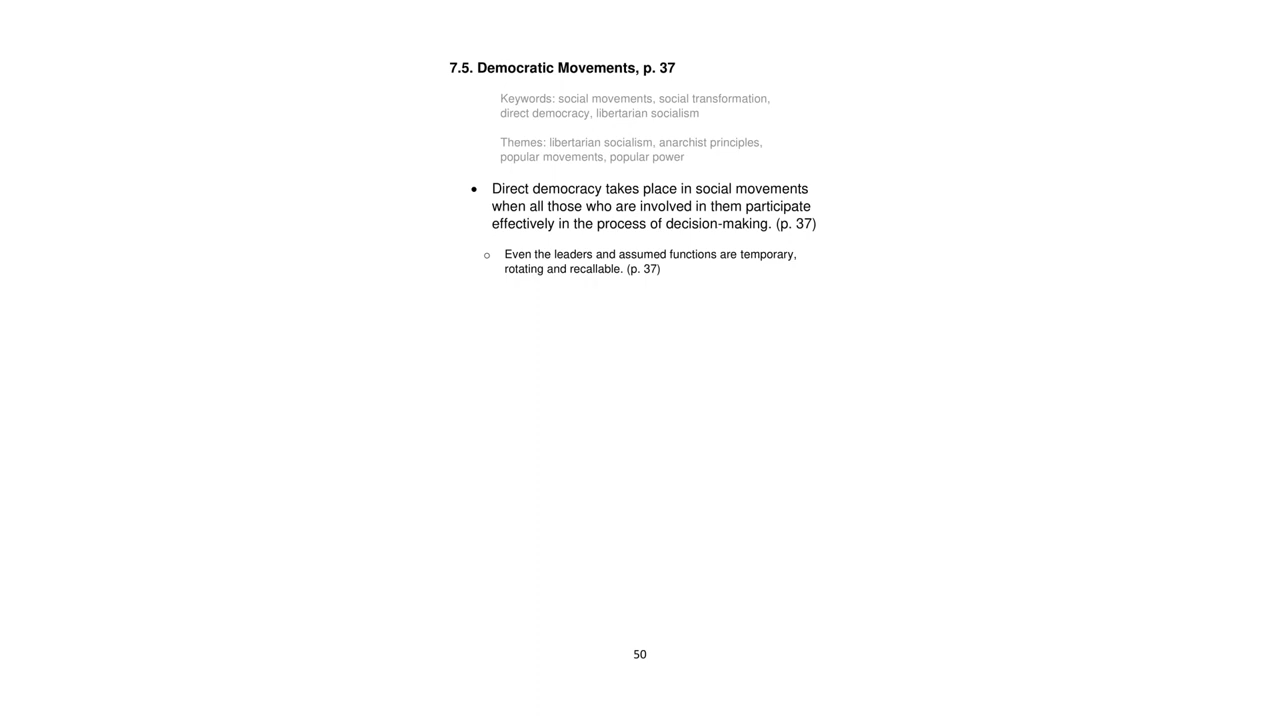 7.5. Democratic Movements, p. 37
Keywords: social movements, social transformation,
direct democracy, libertarian socialism
Themes: libertarian socialism, anarchist principles,
popular movements, popular power
• Direct democracy takes place in social movements
when all those who are involved in them participate
effectively in the process of decision-making. (p. 37)
o Even the leaders and assumed functions are temporary,
rotating and recallable. (p. 37)
50